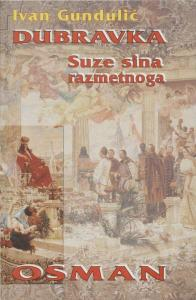 Ivan Gundulić
DUBRAVKA
Suze sina
razmetnoga
OSMAN